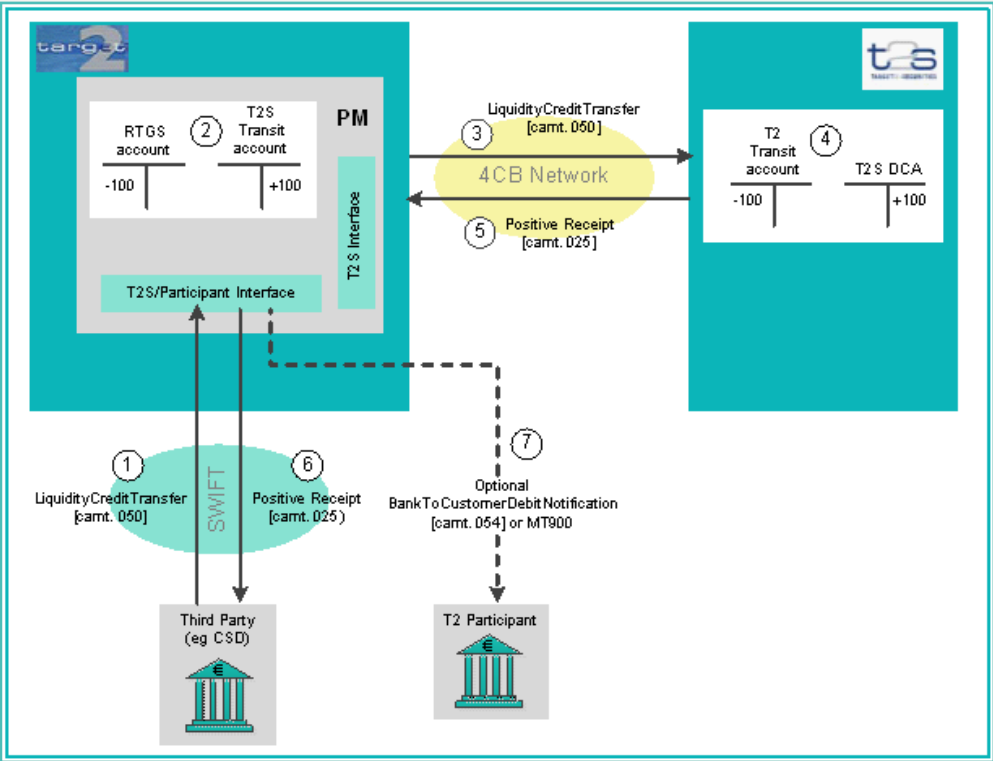 target
2
t2s
TARGET2-SECURITIES
PM
RTGS
account
2
T2S
Transit
account
-100
+100
T2S Interface
T2S/Participant Interface
LiquidityCreditTransfer
[camt. 050]
3
4CB Network
5
Positive Receipt
[camt. 025]
T2
Transit
account
4
T2S DCA
-100
+100
1
LiquidityCreditTransfer
[camt. 050]
SWIFT
6
Positive Receipt
[camt. 025)
7
Optional
BankToCustomerDebitNotification
[camt. 054] or MT900
Third Party
(eg CSD)
€
T2 Participant
€